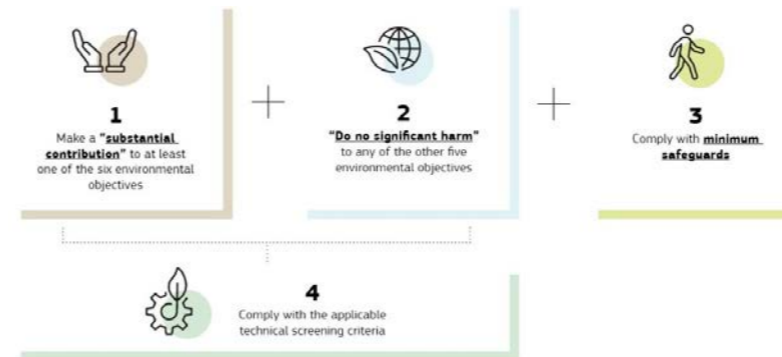 1
Make a "substantial
contribution" to at least
one of the six environmental
objectives
2
"Do no significant harm"
to any of the other five
environmental objectives
3
Comply with minimum
safeguards
4
Comply with the applicable
technical screening criteria